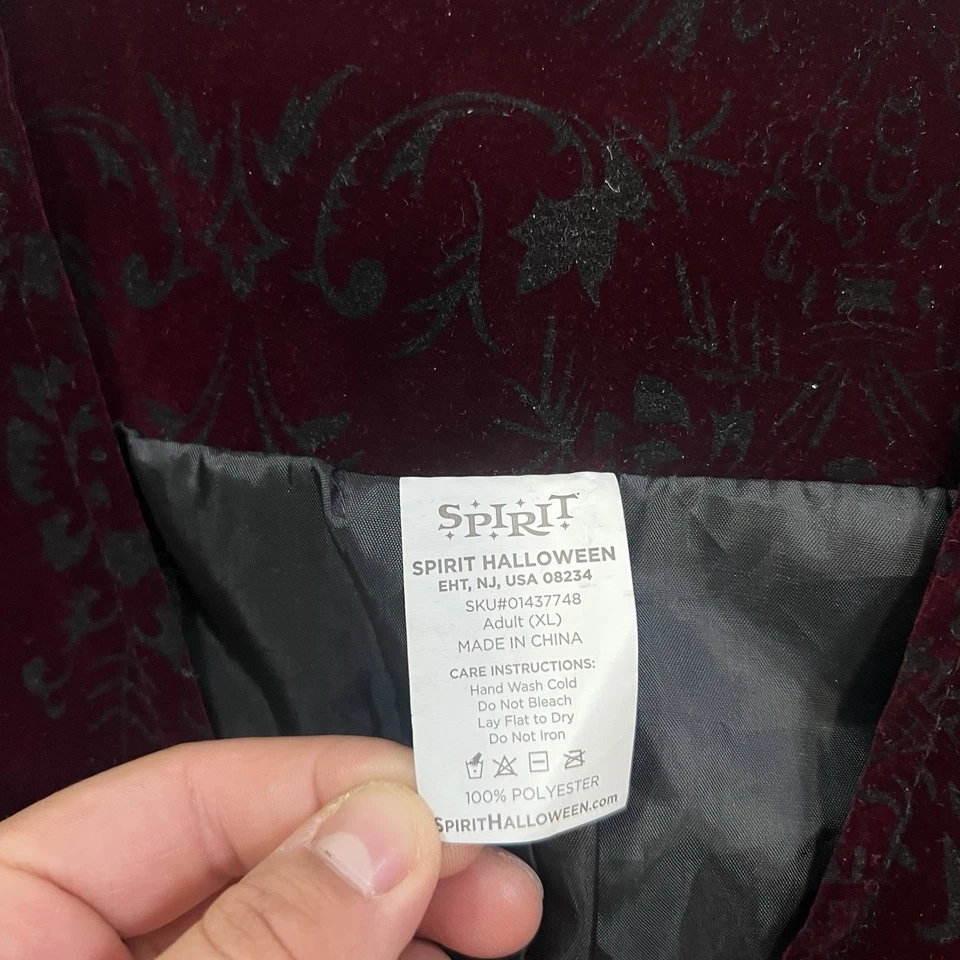 SPIRIT
SPIRIT HALLOWEEN
EHT, NJ, USA 08234
SKU#01437748
Adult (XL)
MADE IN CHINA
CARE INSTRUCTIONS:
Hand Wash Cold
Do Not Bleach
Lay Flat to Dry
Do Not Iron
100% POLYESTER
SPIRITHALLOWEEN.com